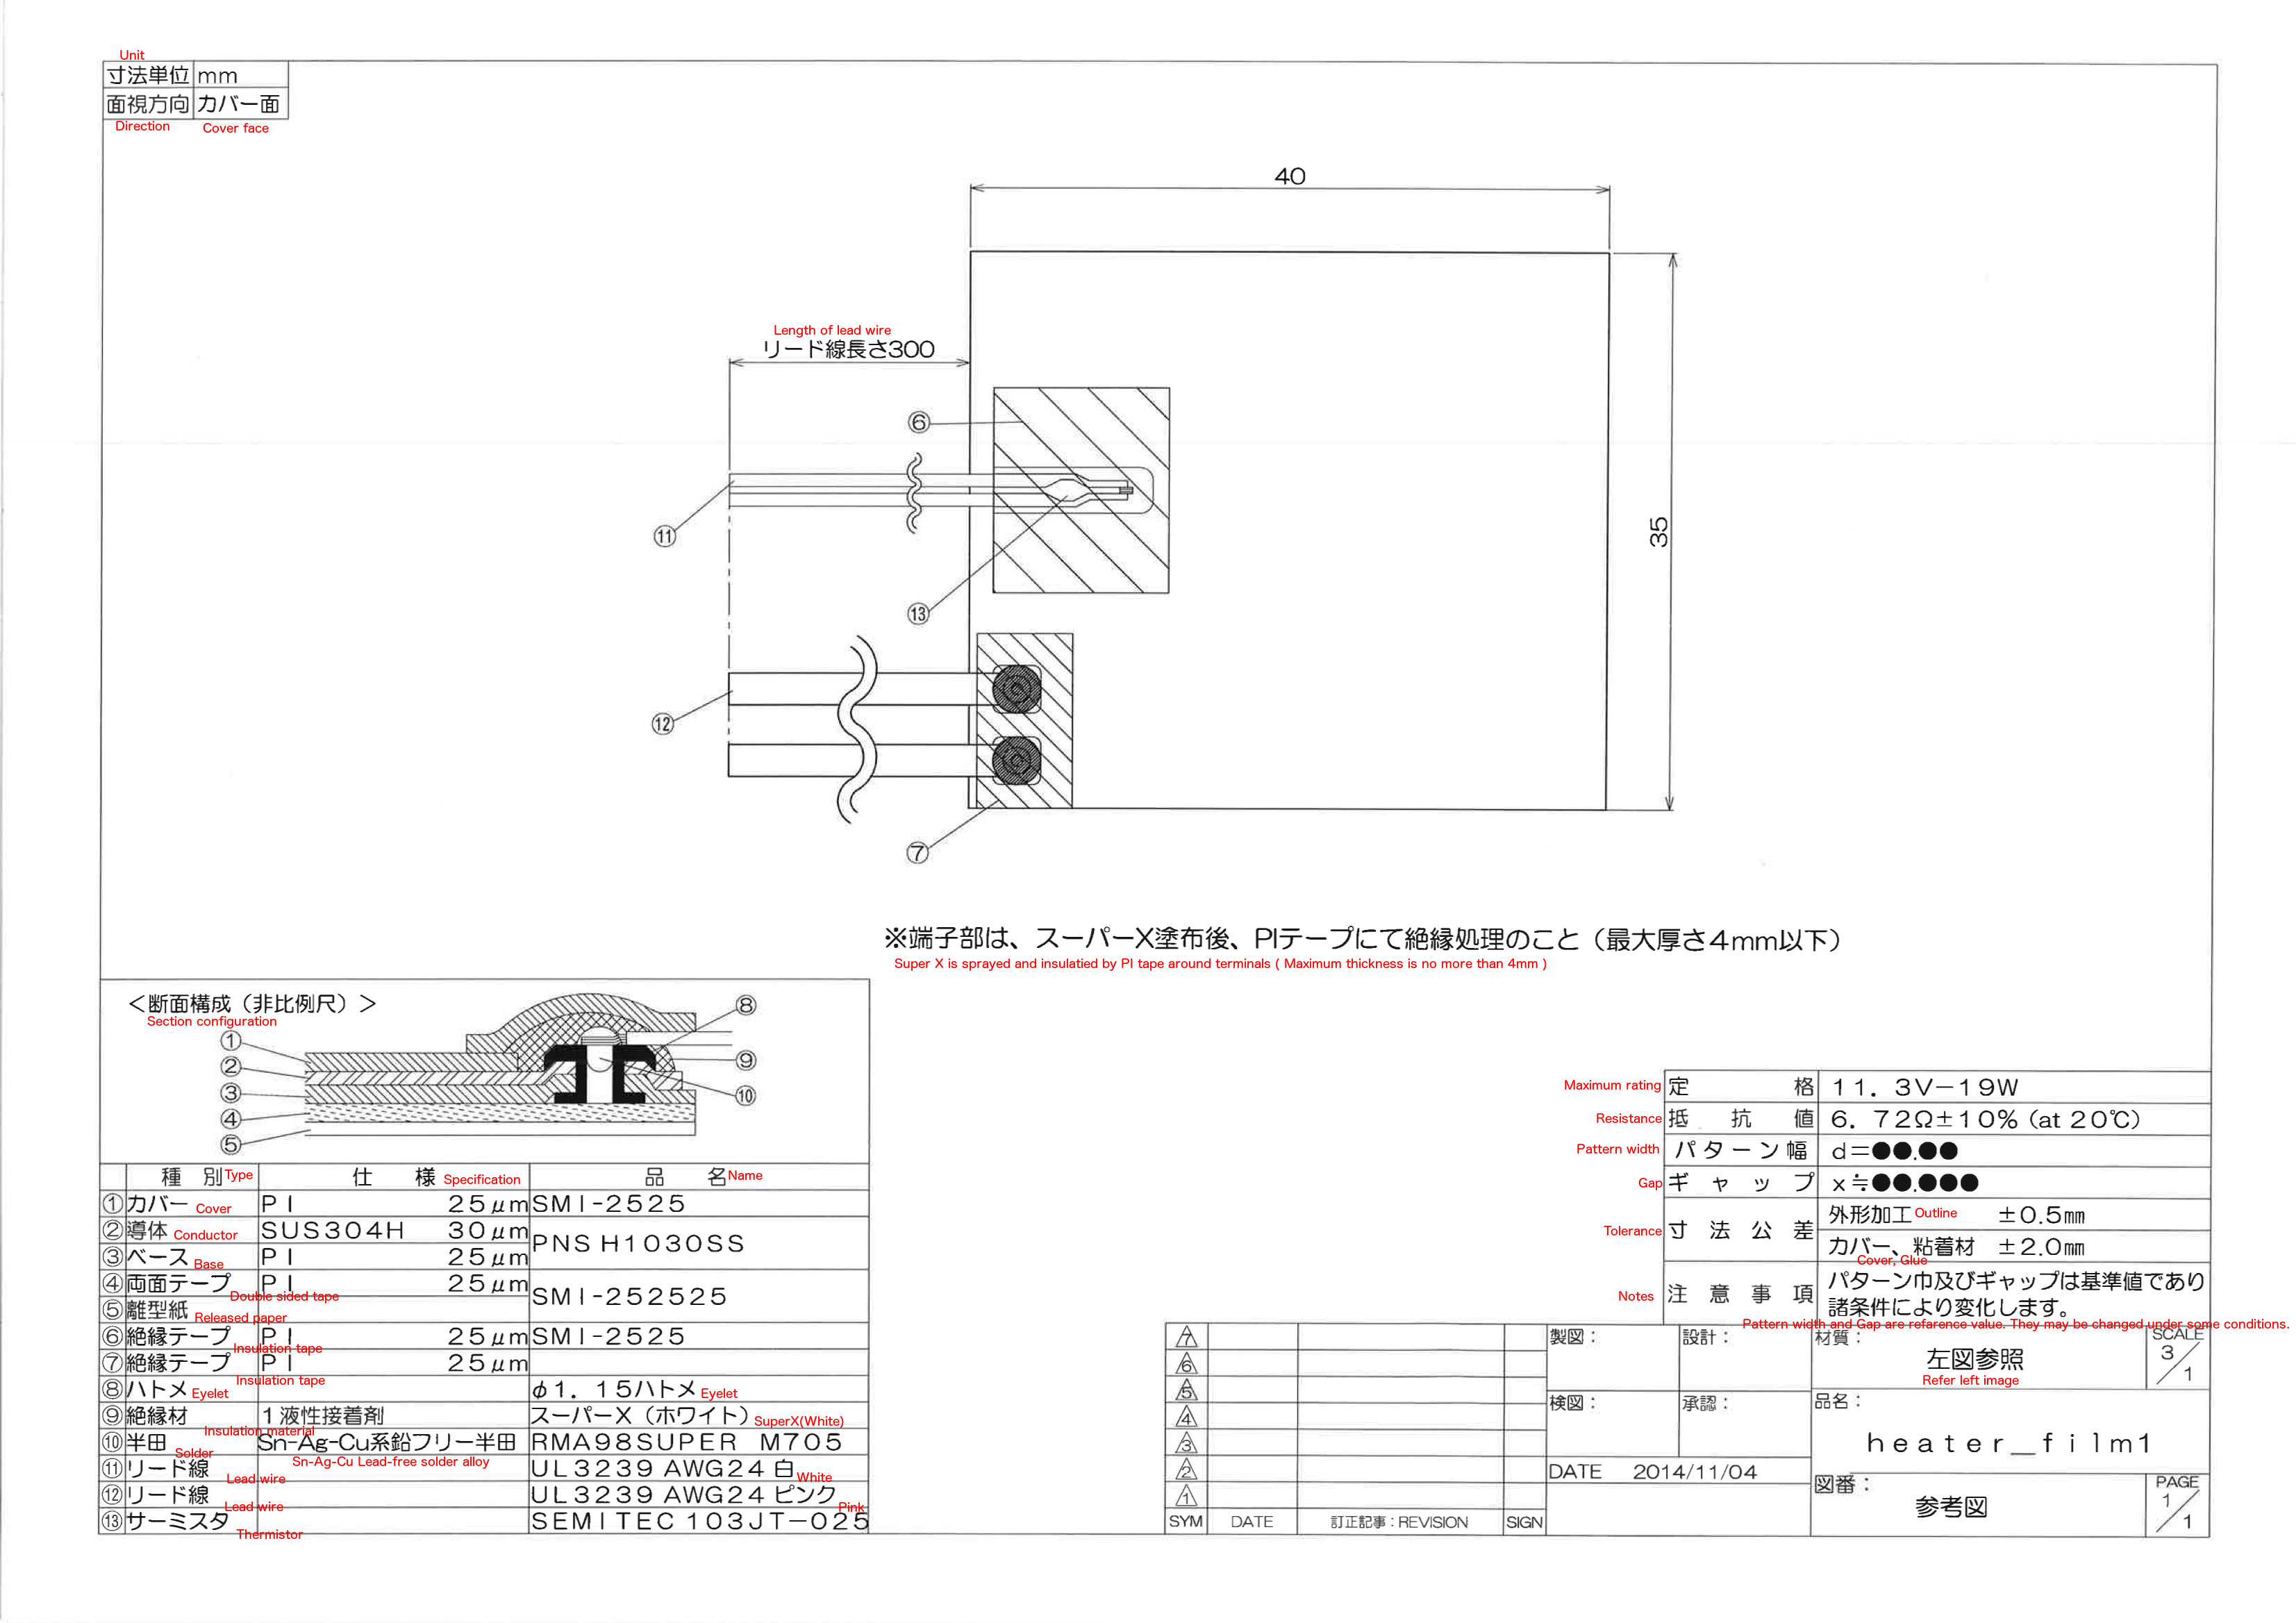 Unit
寸法単位 mm
面視方向 カバー面
Direction Cover face
40
Length of lead wire
リード線長さ300
⑥
⑪
35
⑬
⑫
⑦
※端子部は、スーパーX塗布後、PIテープにて絶縁処理のこと（最大厚さ4mm以下）
Super X is sprayed and insulatied by PI tape around terminals ( Maximum thickness is no more than 4mm )
＜断面構成（非比例尺）＞
Section configuration
①
②
③
④
⑤
⑧
⑨
⑩
種 別 Type 仕 様 Specification 品 名 Name
①カバー Cover PI 25μm SMI-2525
②導体 Conductor SUS304H 30μm PNS H1030SS
③ベース Base PI 25μm
④両面テープ Double sided tape PI 25μm SMI-252525
⑤離型紙 Released paper
⑥絶縁テープ Insulation tape PI 25μm SMI-2525
⑦絶縁テープ Insulation tape PI 25μm
⑧ハトメ Eyelet φ1.15ハトメ Eyelet
⑨絶縁材 Insulation material 1液性接着剤 スーパーX（ホワイト） SuperX(White)
⑩半田 Solder Sn-Ag-Cu系鉛フリー半田 RMA98SUPER M705
Sn-Ag-Cu Lead-free solder alloy
⑪リード線 Lead wire UL3239 AWG24 白 White
⑫リード線 Lead wire UL3239 AWG24 ピンク Pink
⑬サーミスタ Thermistor SEMITEC 103JT-025
Maximum rating 定 格 11.3V-19W
Resistance 抵 抗 値 6.72Ω±10% (at 20℃)
Pattern width パターン幅 d=●●.●●
Gap ギャップ x≒●●.●●●
Tolerance 寸法公差 外形加工 Outline ±0.5mm
カバー、粘着材 ±2.0mm
Cover, Glue
Notes 注意事項 パターン巾及びギャップは基準値であり
諸条件により変化します。
Pattern width and Gap are refarence value. They may be changed under some conditions.
7
6
5
4
3
2
1
SYM DATE 訂正記事：REVISION SIGN
製図： 設計： 材質： 左図参照 SCALE 3/1
Refer left image
検図： 承認： 品名：
heater_film1
DATE 2014/11/04
図番： 参考図 PAGE 1/1